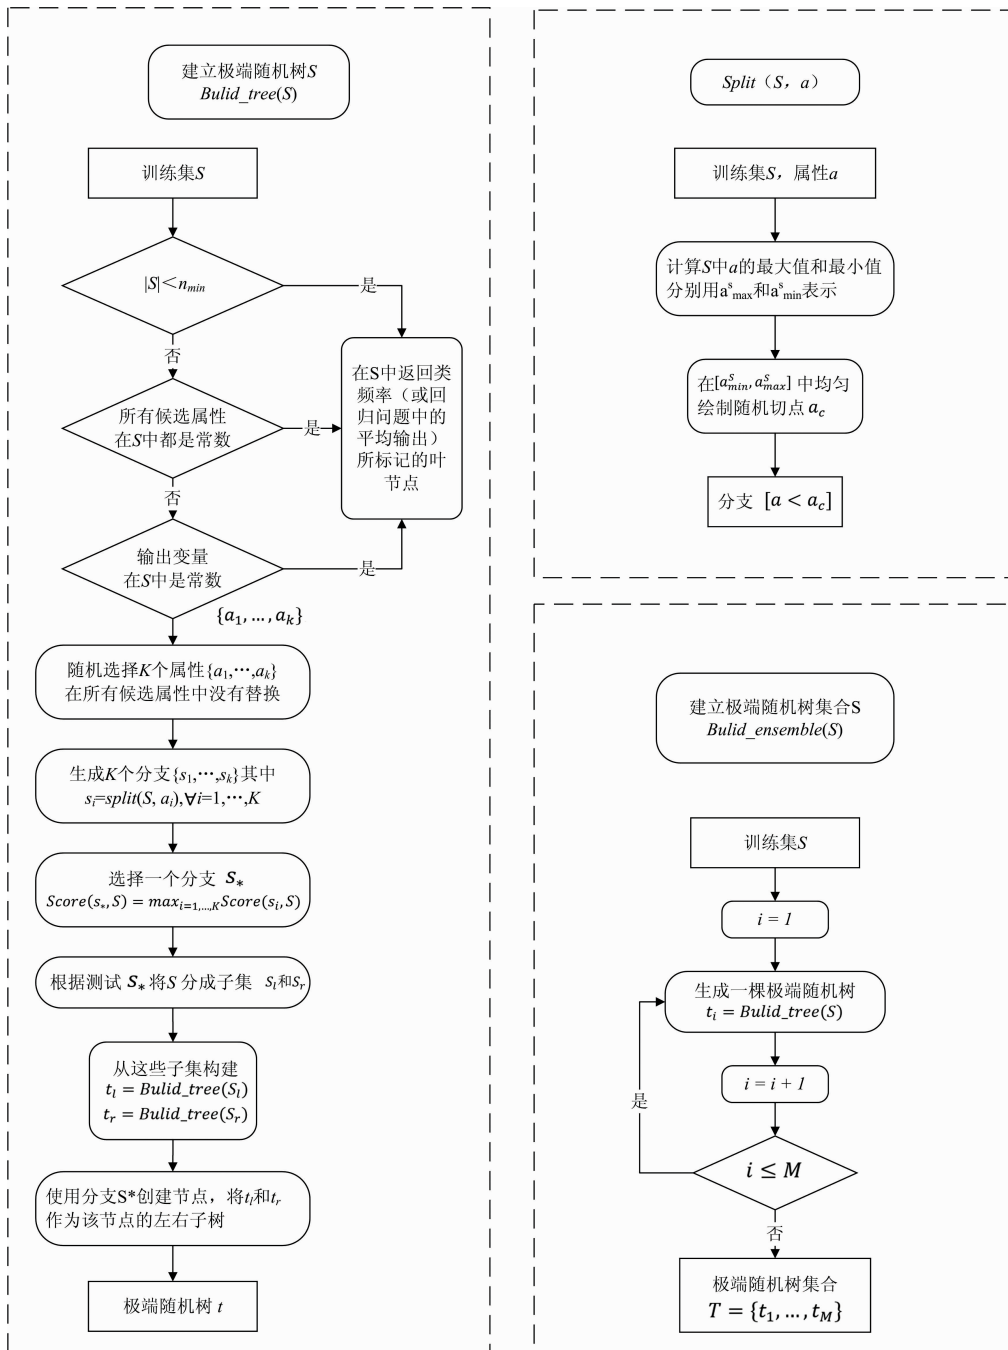 建立极端随机树S
Bulid_tree(S)
训练集S
|S|＜n_min
是
否
所有候选属性
在S中都是常数
是
在S中返回类
频率（或回
归问题中的
平均输出）
所标记的叶
节点
否
输出变量
在S中是常数
是
{a_1, …, a_k}
随机选择K个属性{a_1,⋯,a_k}
在所有候选属性中没有替换
生成K个分支{s_1,⋯,s_k}其中
s_i=split(S, a_i),∀i=1,⋯,K
选择一个分支 S_*
Score(s_*,S) = max_{i=1,…,K}Score(s_i,S)
根据测试 S_* 将S 分成子集 S_l和S_r
从这些子集构建
t_l = Bulid_tree(S_l)
t_r = Bulid_tree(S_r)
使用分支S*创建节点，将t_l和t_r
作为该节点的左右子树
极端随机树 t
Split（S，a）
训练集S，属性a
计算S中a的最大值和最小值
分别用a^s_max和a^s_min表示
在[a^S_min, a^S_max] 中均匀
绘制随机切点 a_c
分支 [a < a_c]
建立极端随机树集合S
Bulid_ensemble(S)
训练集S
i = 1
生成一棵极端随机树
t_i = Bulid_tree(S)
i = i + 1
是
i ≤ M
否
极端随机树集合
T = {t_1, … , t_M}